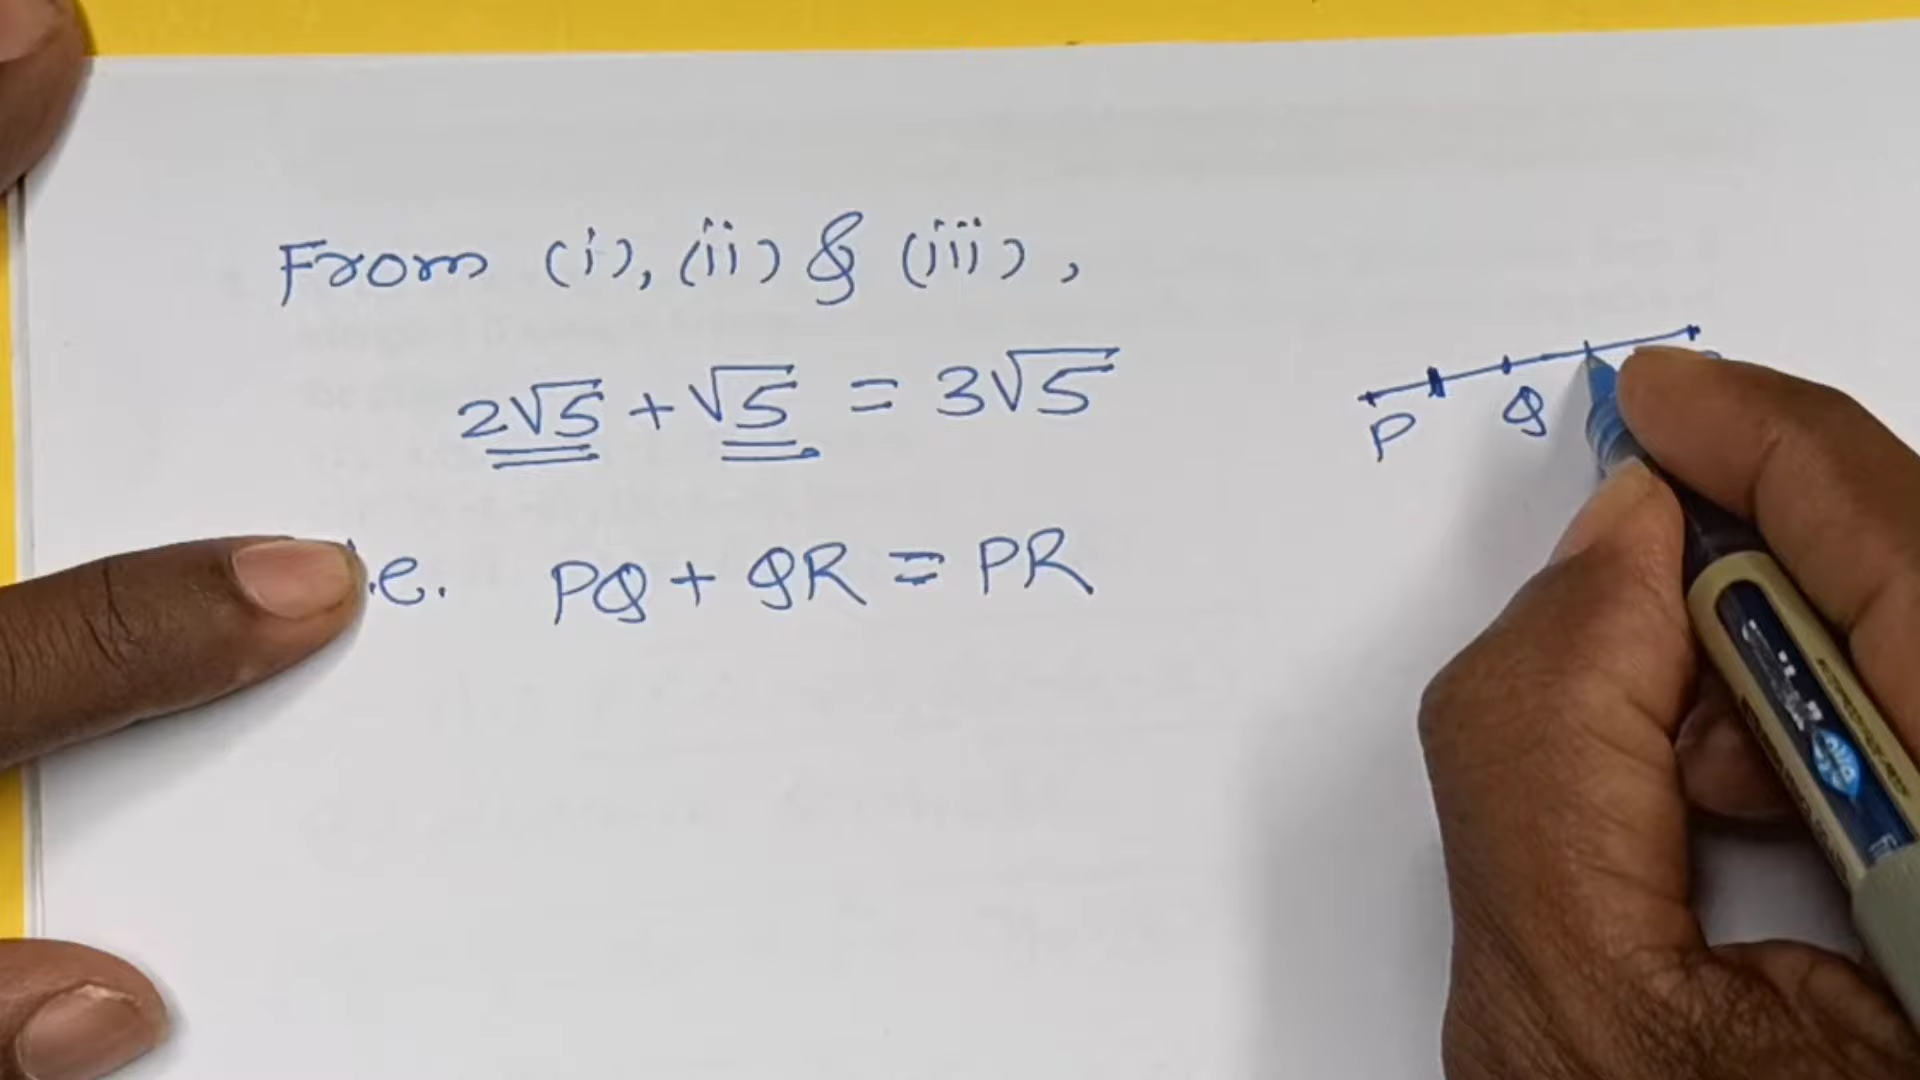 From (i), (ii) & (iii),
2√5 + √5 = 3√5
i.e. PQ + QR = PR
P Q